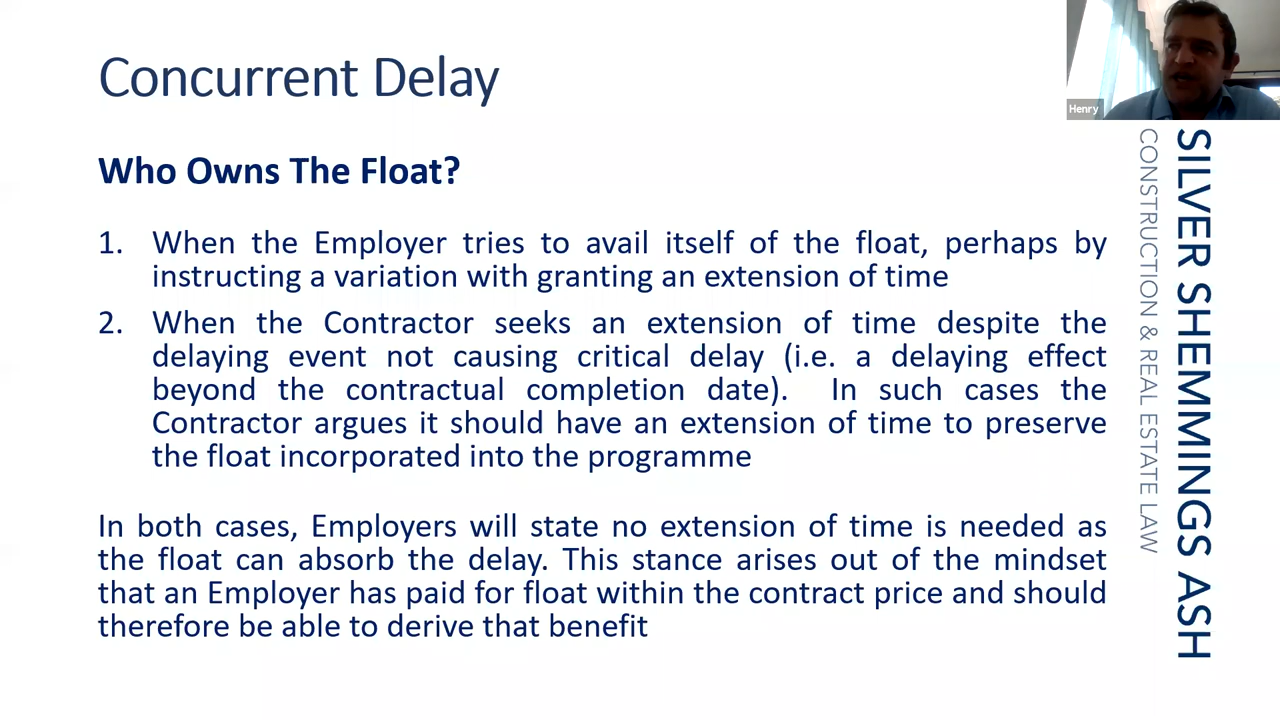 Concurrent Delay
Henry
Who Owns The Float?
1. When the Employer tries to avail itself of the float, perhaps by
instructing a variation with granting an extension of time
2. When the Contractor seeks an extension of time despite the
delaying event not causing critical delay (i.e. a delaying effect
beyond the contractual completion date). In such cases the
Contractor argues it should have an extension of time to preserve
the float incorporated into the programme
In both cases, Employers will state no extension of time is needed as
the float can absorb the delay. This stance arises out of the mindset
that an Employer has paid for float within the contract price and should
therefore be able to derive that benefit
SILVER SHEMMINGS ASH
CONSTRUCTION & REAL ESTATE LAW